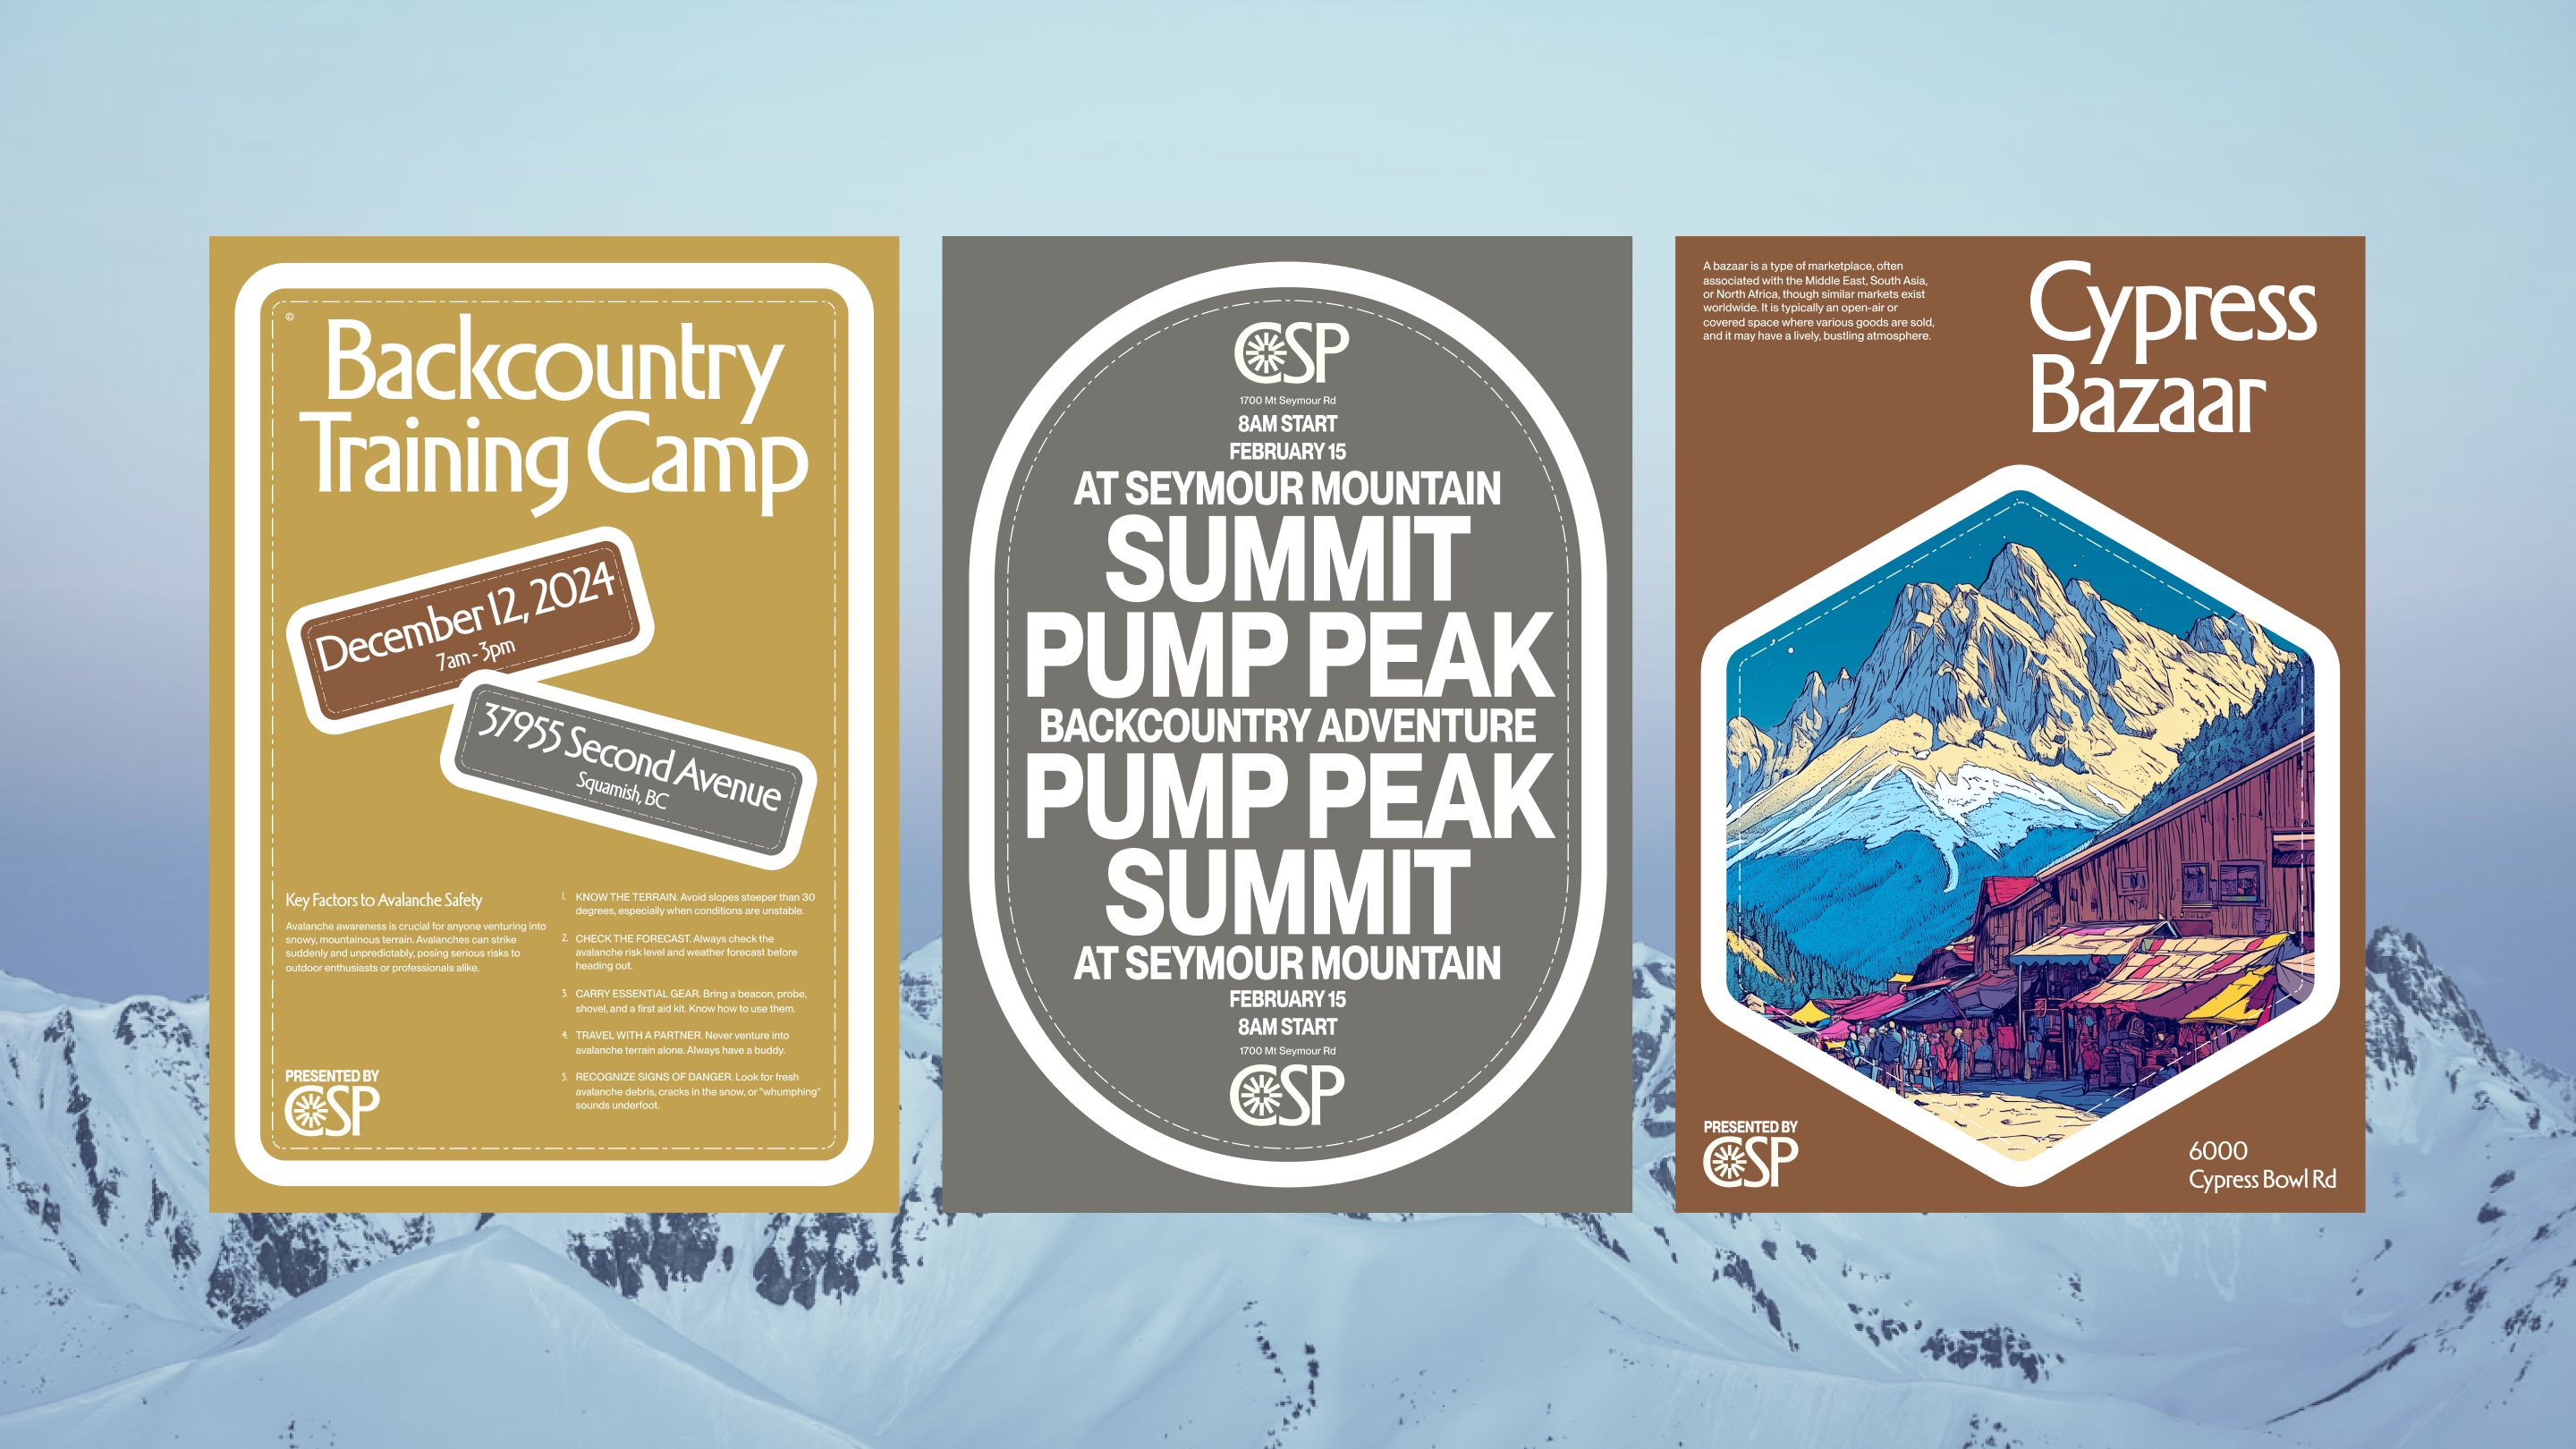 ©
Backcountry
Training Camp
December 12, 2024
7am - 3pm
37955 Second Avenue
Squamish, BC
Key Factors to Avalanche Safety
Avalanche awareness is crucial for anyone venturing into
snowy, mountainous terrain. Avalanches can strike
suddenly and unpredictably, posing serious risks to
outdoor enthusiasts or professionals alike.
1. KNOW THE TERRAIN. Avoid slopes steeper than 30
degrees, especially when conditions are unstable.
2. CHECK THE FORECAST. Always check the
avalanche risk level and weather forecast before
heading out.
3. CARRY ESSENTIAL GEAR. Bring a beacon, probe,
shovel, and a first aid kit. Know how to use them.
4. TRAVEL WITH A PARTNER. Never venture into
avalanche terrain alone. Always have a buddy.
5. RECOGNIZE SIGNS OF DANGER. Look for fresh
avalanche debris, cracks in the snow, or "whumphing"
sounds underfoot.
PRESENTED BY
CSP
CSP
1700 Mt Seymour Rd
8AM START
FEBRUARY 15
AT SEYMOUR MOUNTAIN
SUMMIT
PUMP PEAK
BACKCOUNTRY ADVENTURE
PUMP PEAK
SUMMIT
AT SEYMOUR MOUNTAIN
FEBRUARY 15
8AM START
1700 Mt Seymour Rd
CSP
A bazaar is a type of marketplace, often
associated with the Middle East, South Asia,
or North Africa, though similar markets exist
worldwide. It is typically an open-air or
covered space where various goods are sold,
and it may have a lively, bustling atmosphere.
Cypress
Bazaar
PRESENTED BY
CSP
6000
Cypress Bowl Rd